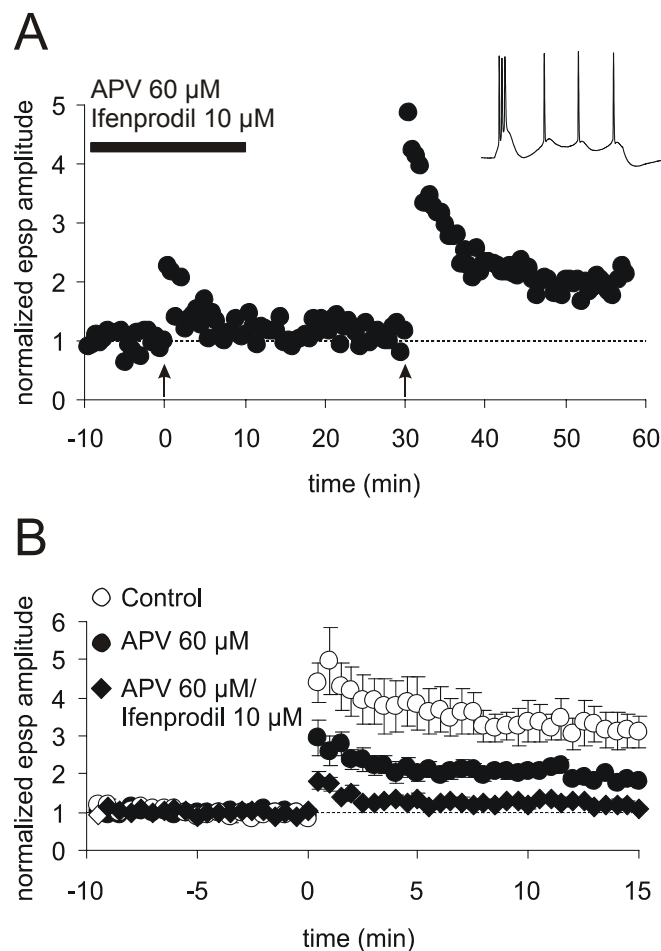 A
APV 60 µM
Ifenprodil 10 µM
normalized epsp amplitude
5
4
3
2
1
0
-10 0 10 20 30 40 50 60
time (min)
B
Control
APV 60 µM
APV 60 µM/
Ifenprodil 10 µM
normalized epsp amplitude
6
5
4
3
2
1
0
-10 -5 0 5 10 15
time (min)